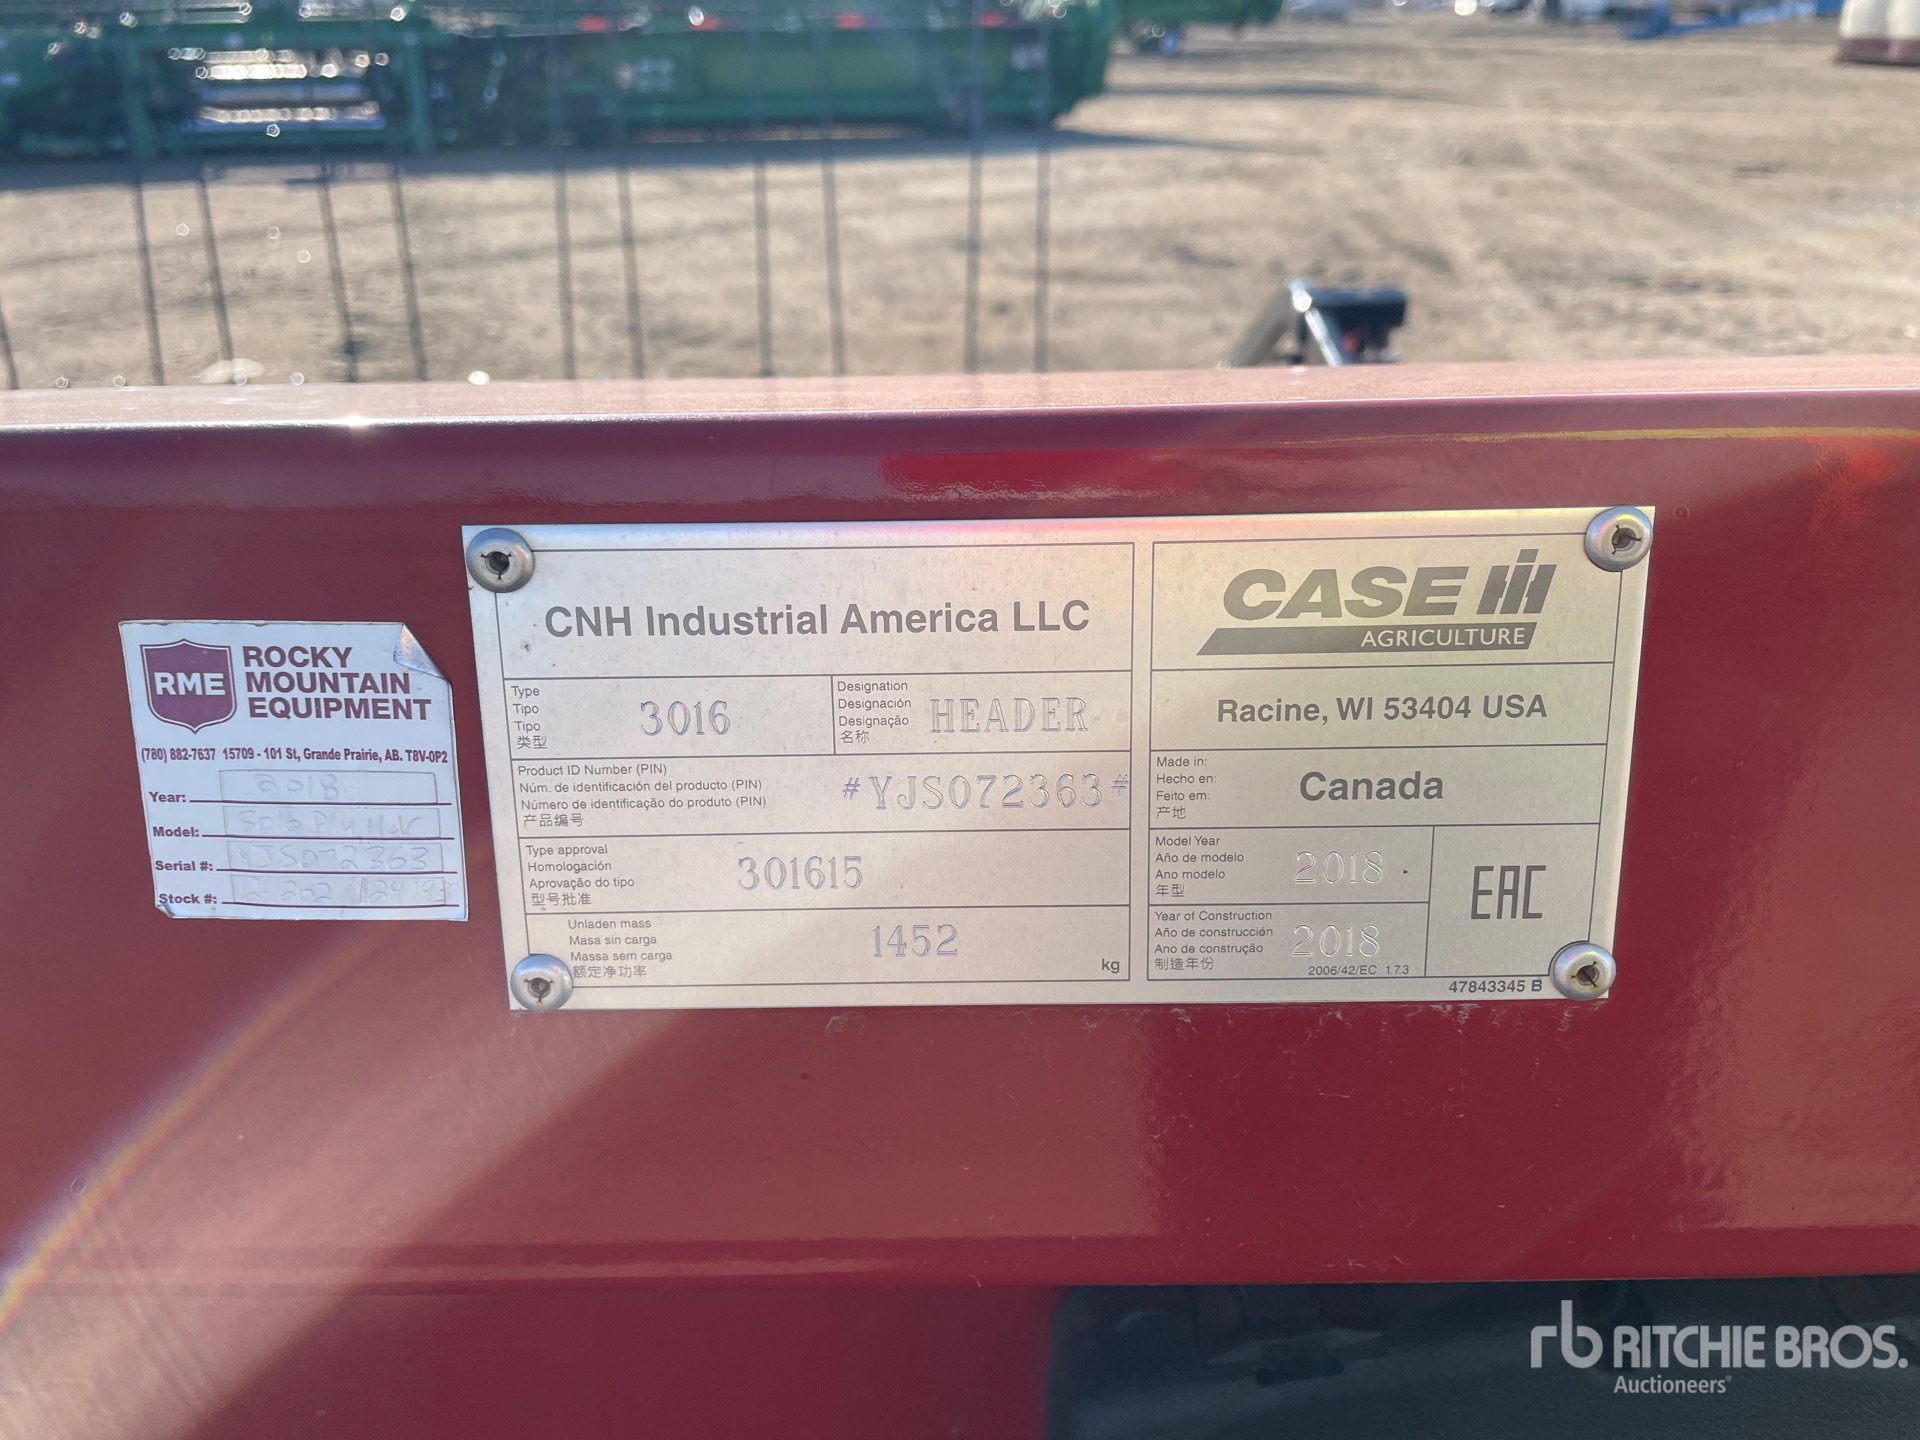 RME
ROCKY
MOUNTAIN
EQUIPMENT
(780) 882-7637 15709 - 101 St, Grande Prairie, AB. T8V-0P2
Year: 2018
Model: 3016
Serial #: YJS072363
Stock #:
CNH Industrial America LLC
Type
Tipo
Tipo
类型
3016
Designation
Designación
Designação
名称
HEADER
Product ID Number (PIN)
Núm. de identificación del producto (PIN)
Número de identificação do produto (PIN)
产品编号
#YJS072363#
Type approval
Homologación
Aprovação do tipo
型号批准
301615
Unladen mass
Masa sin carga
Massa sem carga
额定净功率
1452
kg
CASE IH
AGRICULTURE
Racine, WI 53404 USA
Made in:
Hecho en:
Feito em:
产地
Canada
Model Year
Año de modelo
Ano modelo
年型
2018
Year of Construction
Año de construcción
Ano de construção
制造年份
2018
2006/42/EC 1.7.3
EAC
47843345 B
rb RITCHIE BROS.
Auctioneers